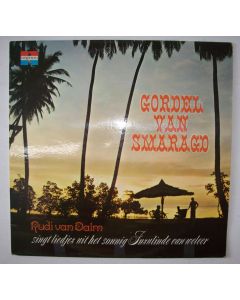 GORDEL
VAN
SMARAGD
Rudi van Dalm
zingt liedjes uit het zonnig Insulinde van weleer